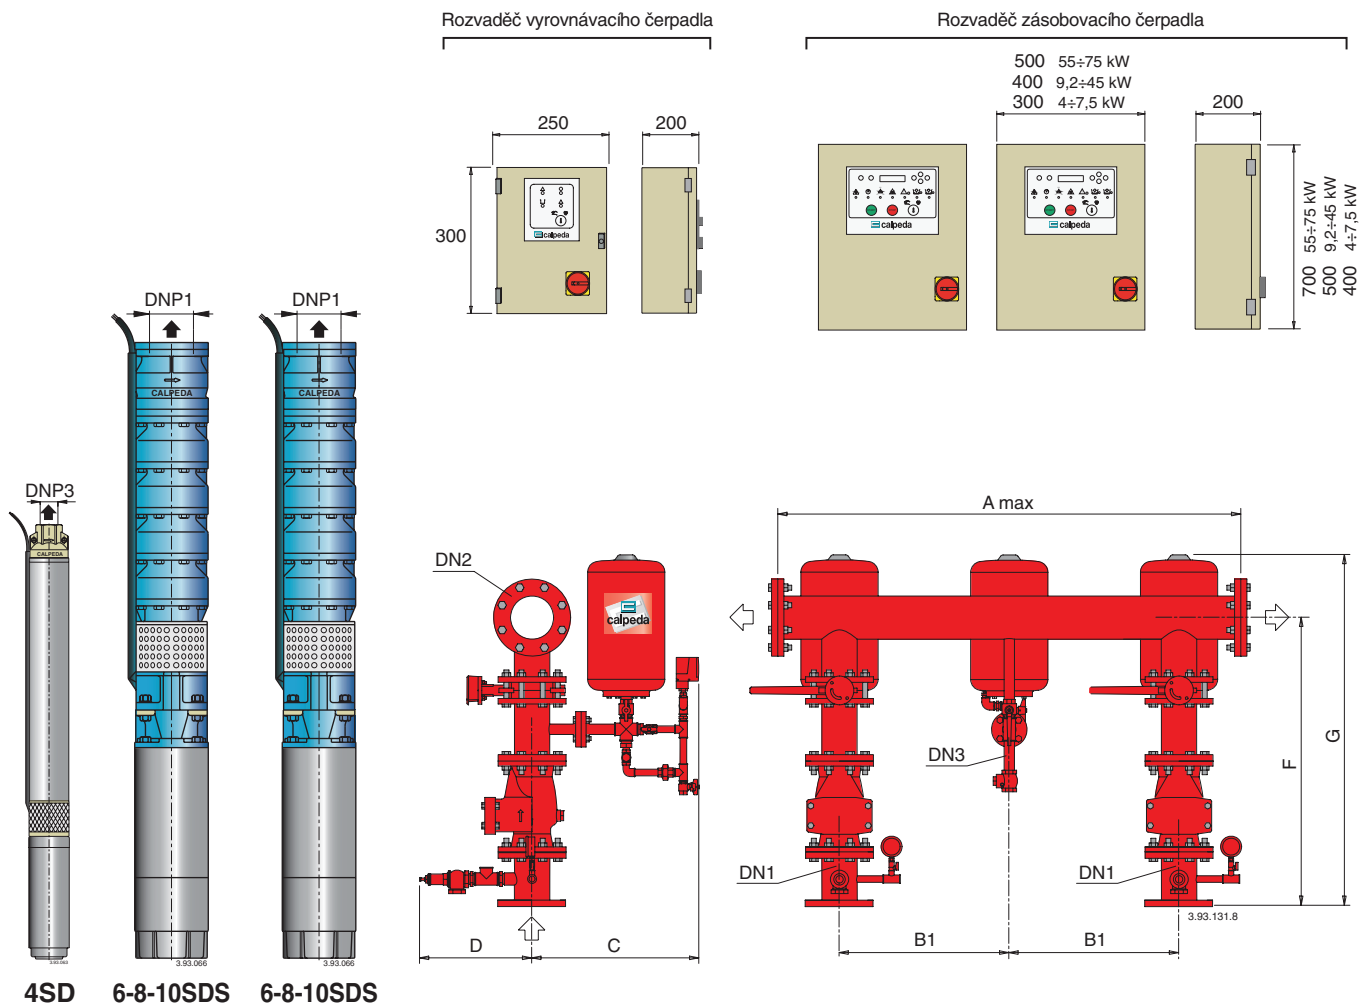 Rozvaděč vyrovnávacího čerpadla
Rozvaděč zásobovacího čerpadla
500 55÷75 kW
400 9,2÷45 kW
300 4÷7,5 kW
250
200
200
300
calpeda
calpeda
calpeda
700 55÷75 kW
500 9,2÷45 kW
400 4÷7,5 kW
DNP1
DNP1
CALPEDA
CALPEDA
DNP3
CALPEDA
A max
DN2
calpeda
DN3
G
F
DN1
DN1
3.93.131.8
D
C
B1
B1
3.93.066
3.93.066
4SD
6-8-10SDS
6-8-10SDS